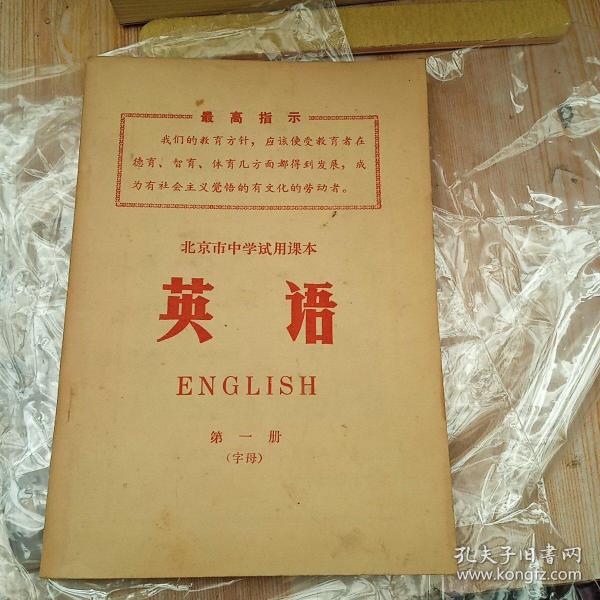 最高指示
我们的教育方针，应该使受教育者在
德育、智育、体育几方面都得到发展，成
为有社会主义觉悟的有文化的劳动者。
北京市中学试用课本
英语
ENGLISH
第一册
（字母）
孔夫子旧书网
www.kongfz.com